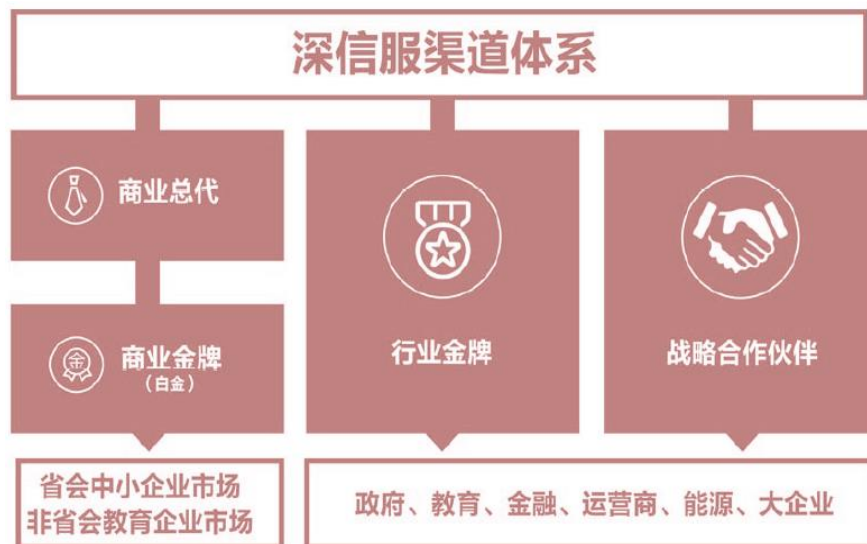 深信服渠道体系
商业总代
商业金牌
（白金）
行业金牌
战略合作伙伴
省会中小企业市场
非省会教育企业市场
政府、教育、金融、运营商、能源、大企业
金